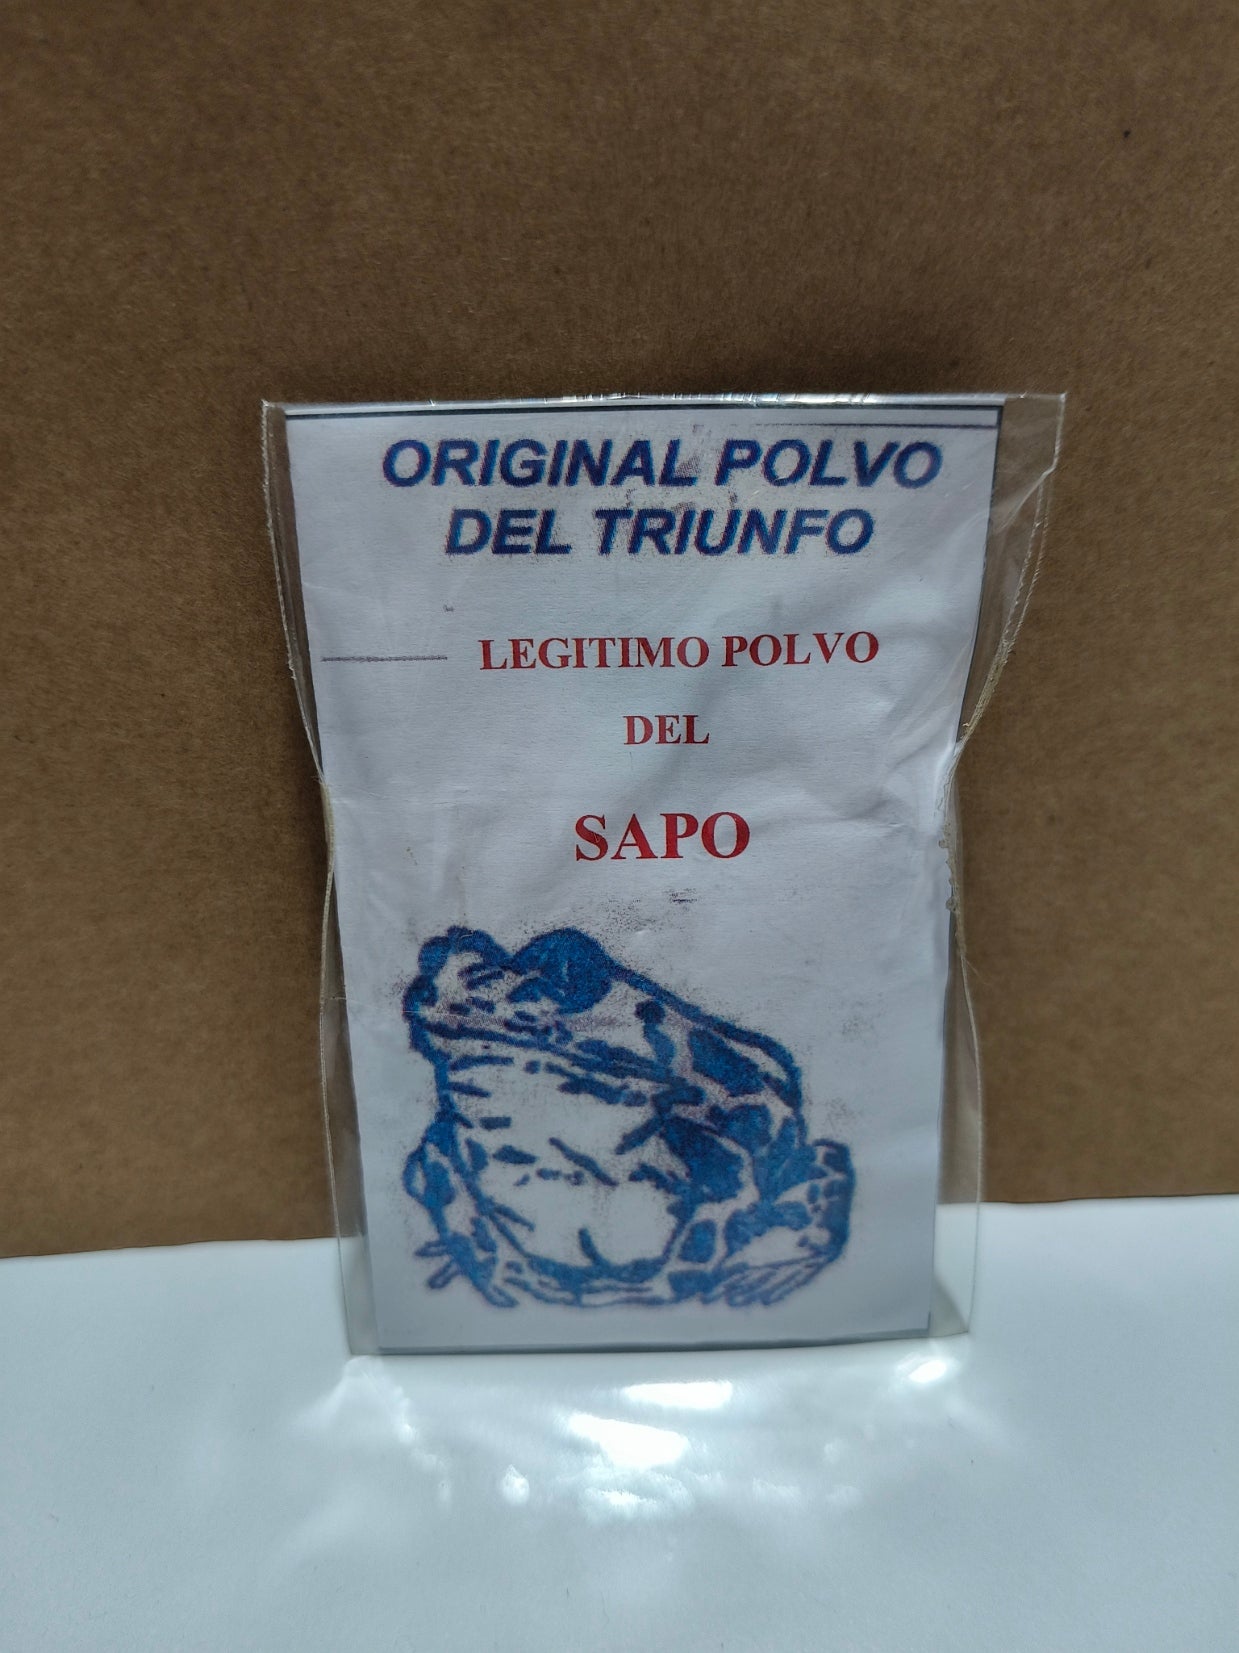 ORIGINAL POLVO
DEL TRIUNFO
LEGITIMO POLVO
DEL
SAPO